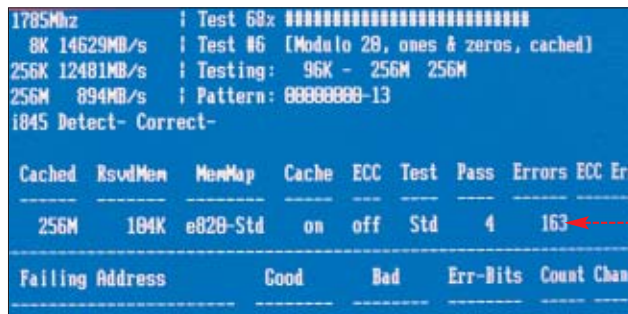 1785Mhz | Test 68% ##########################
8K 14629MB/s | Test #6 [Modulo 20, ones & zeros, cached]
256K 12481MB/s | Testing: 96K - 256M 256M
256M 894MB/s | Pattern: 00000000-13
i845 Detect- Correct-
Cached RsvdMem MemMap Cache ECC Test Pass Errors ECC Er
256M 104K e820-Std on off Std 4 163
Failing Address Good Bad Err-Bits Count Chan